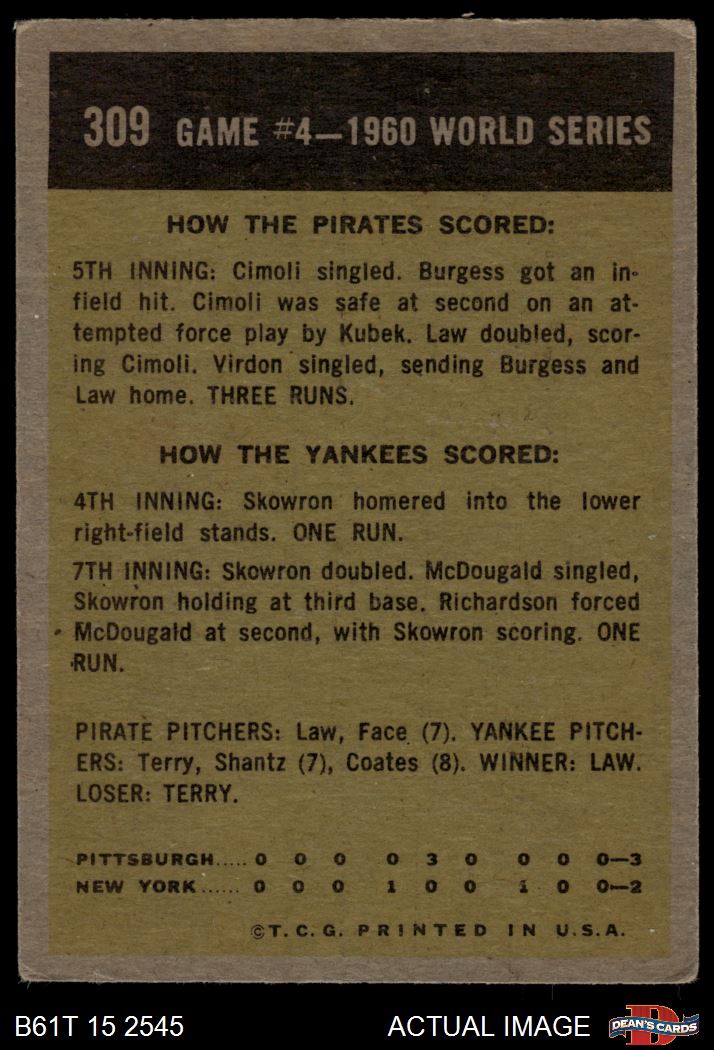 309 GAME #4—1960 WORLD SERIES
HOW THE PIRATES SCORED:
5TH INNING: Cimoli singled. Burgess got an in-
field hit. Cimoli was safe at second on an at-
tempted force play by Kubek. Law doubled, scor-
ing Cimoli. Virdon singled, sending Burgess and
Law home. THREE RUNS.
HOW THE YANKEES SCORED:
4TH INNING: Skowron homered into the lower
right-field stands. ONE RUN.
7TH INNING: Skowron doubled. McDougald singled,
Skowron holding at third base. Richardson forced
McDougald at second, with Skowron scoring. ONE
RUN.
PIRATE PITCHERS: Law, Face (7). YANKEE PITCH-
ERS: Terry, Shantz (7), Coates (8). WINNER: LAW.
LOSER: TERRY.
PITTSBURGH..... 0 0 0 0 3 0 0 0 0—3
NEW YORK...... 0 0 0 1 0 0 1 0 0—2
©T.C.G. PRINTED IN U.S.A.
B61T 15 2545 ACTUAL IMAGE DEAN'S CARDS